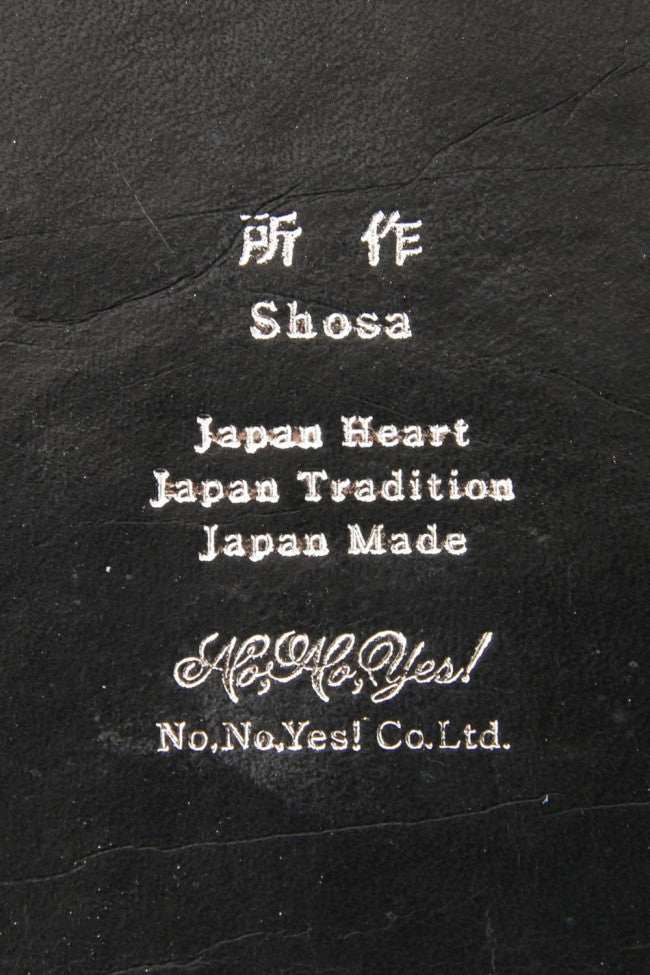 所 作
Shosa
Japan Heart
Japan Tradition
Japan Made
No,No,Yes!
No,No,Yes! Co.Ltd.